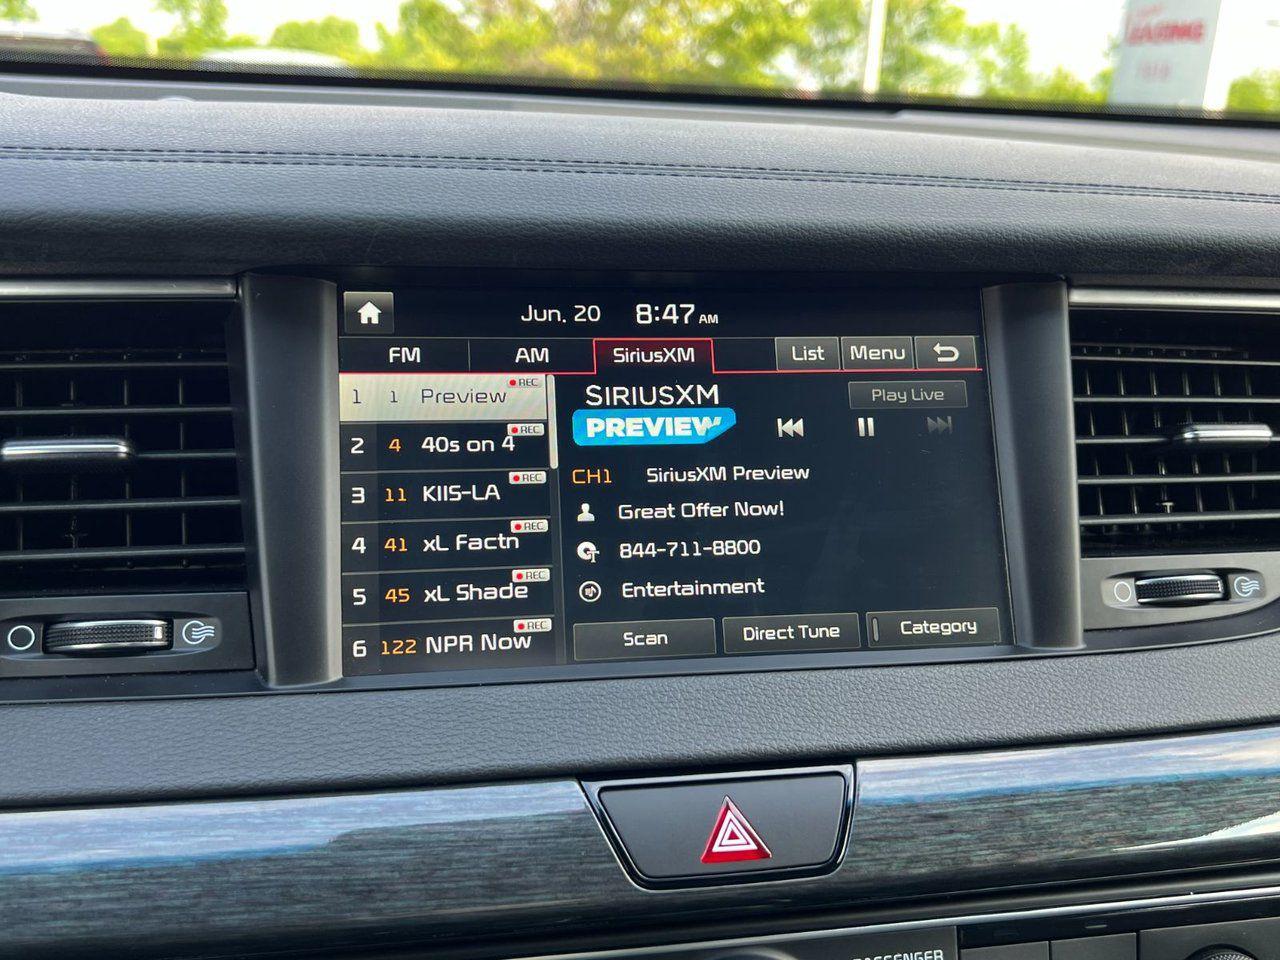 LEASING
Jun. 20 8:47 AM
FM AM SiriusXM List Menu
1 1 Preview REC
2 4 40s on 4 REC
3 11 KIIS-LA REC
4 41 xL Factn REC
5 45 xL Shade REC
6 122 NPR Now REC
SIRIUSXM
PREVIEW
Play Live
CH1 SiriusXM Preview
Great Offer Now!
844-711-8800
Entertainment
Scan Direct Tune Category
PASSENGER